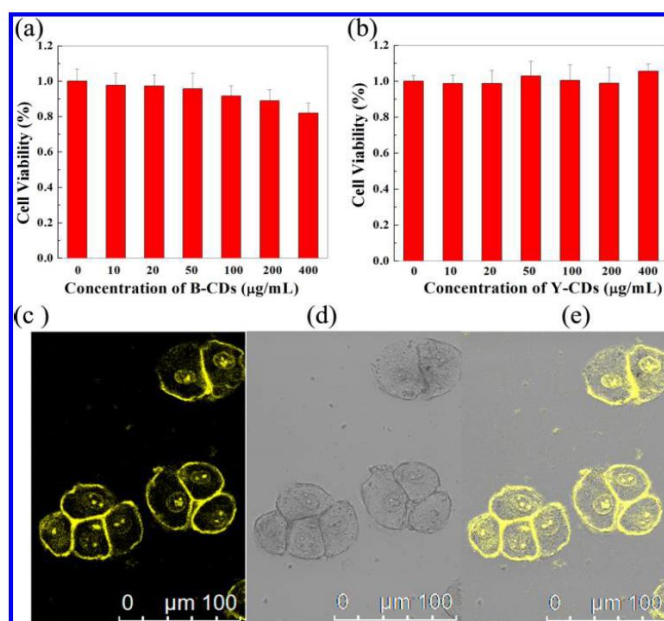 (a)
Cell Viability (%)
1.2
1.0
0.8
0.6
0.4
0.2
0.0
0 10 20 50 100 200 400
Concentration of B-CDs (µg/mL)
(b)
Cell Viability (%)
1.2
1.0
0.8
0.6
0.4
0.2
0.0
0 10 20 50 100 200 400
Concentration of Y-CDs (µg/mL)
(c )
(d)
(e)
0 µm 100
0 µm 100
0 µm 100